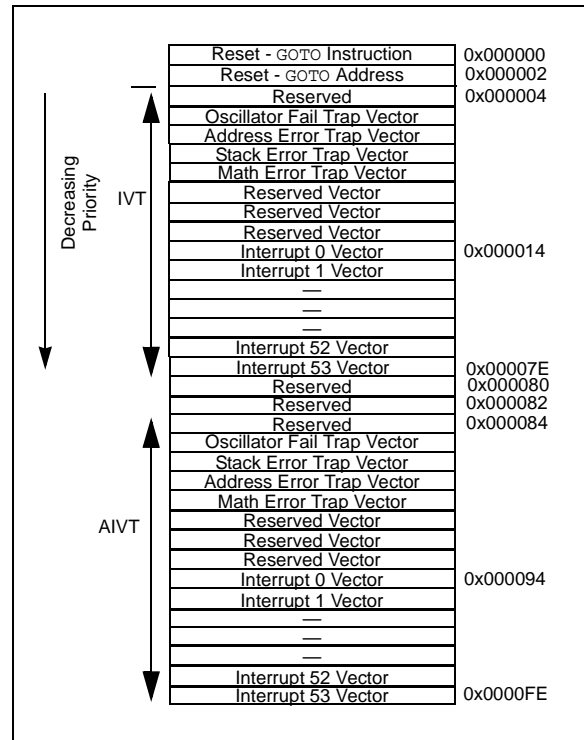 Reset - GOTO Instruction 0x000000
Reset - GOTO Address 0x000002
Reserved 0x000004
Oscillator Fail Trap Vector
Address Error Trap Vector
Stack Error Trap Vector
Math Error Trap Vector
Reserved Vector
Reserved Vector
Reserved Vector
Interrupt 0 Vector 0x000014
Interrupt 1 Vector
—
—
—
Interrupt 52 Vector
Interrupt 53 Vector 0x00007E
Reserved 0x000080
Reserved 0x000082
Reserved 0x000084
Oscillator Fail Trap Vector
Stack Error Trap Vector
Address Error Trap Vector
Math Error Trap Vector
Reserved Vector
Reserved Vector
Reserved Vector
Interrupt 0 Vector 0x000094
Interrupt 1 Vector
—
—
—
Interrupt 52 Vector
Interrupt 53 Vector 0x0000FE
Decreasing
Priority
IVT
AIVT